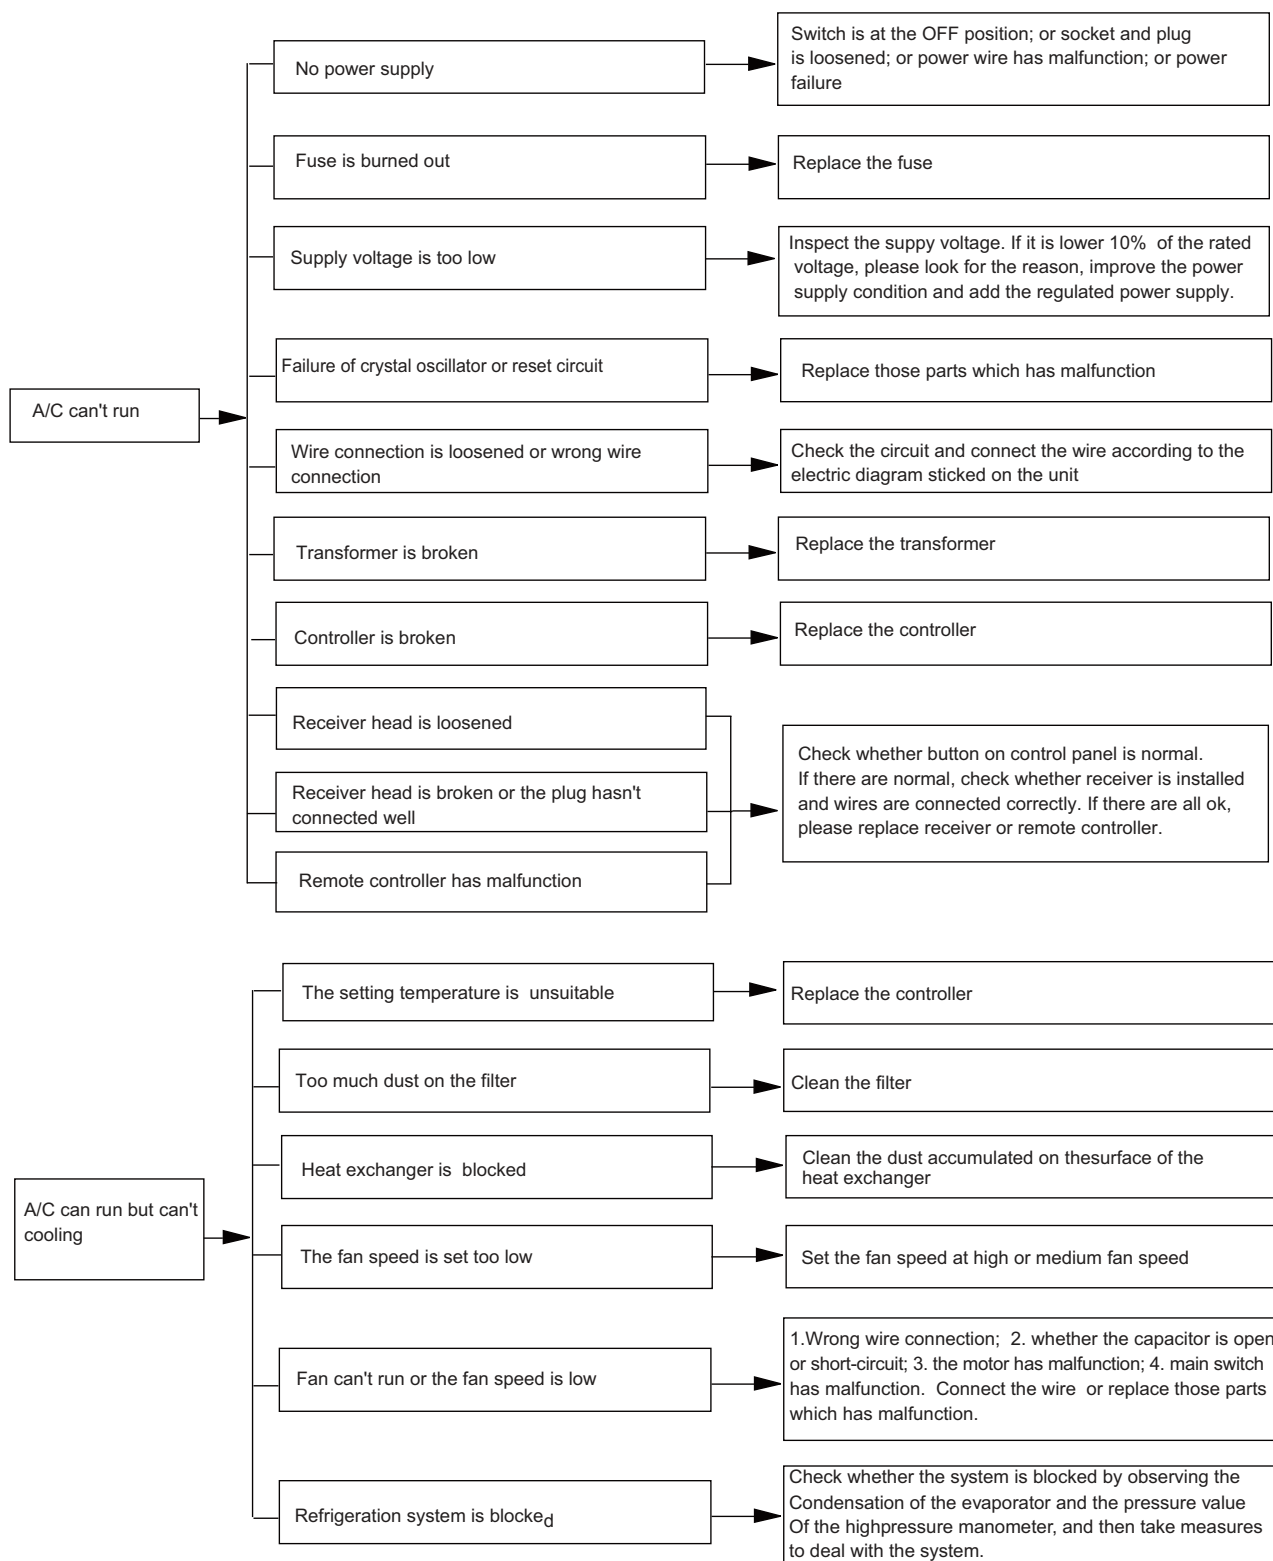 No power supply
Switch is at the OFF position; or socket and plug
is loosened; or power wire has malfunction; or power
failure
Fuse is burned out
Replace the fuse
Supply voltage is too low
Inspect the suppy voltage. If it is lower 10% of the rated
voltage, please look for the reason, improve the power
supply condition and add the regulated power supply.
Failure of crystal oscillator or reset circuit
Replace those parts which has malfunction
A/C can't run
Wire connection is loosened or wrong wire
connection
Check the circuit and connect the wire according to the
electric diagram sticked on the unit
Transformer is broken
Replace the transformer
Controller is broken
Replace the controller
Receiver head is loosened
Receiver head is broken or the plug hasn't
connected well
Remote controller has malfunction
Check whether button on control panel is normal.
If there are normal, check whether receiver is installed
and wires are connected correctly. If there are all ok,
please replace receiver or remote controller.
The setting temperature is unsuitable
Replace the controller
Too much dust on the filter
Clean the filter
Heat exchanger is blocked
Clean the dust accumulated on thesurface of the
heat exchanger
A/C can run but can't
cooling
The fan speed is set too low
Set the fan speed at high or medium fan speed
Fan can't run or the fan speed is low
1.Wrong wire connection; 2. whether the capacitor is open
or short-circuit; 3. the motor has malfunction; 4. main switch
has malfunction. Connect the wire or replace those parts
which has malfunction.
Refrigeration system is blocked
Check whether the system is blocked by observing the
Condensation of the evaporator and the pressure value
Of the highpressure manometer, and then take measures
to deal with the system.